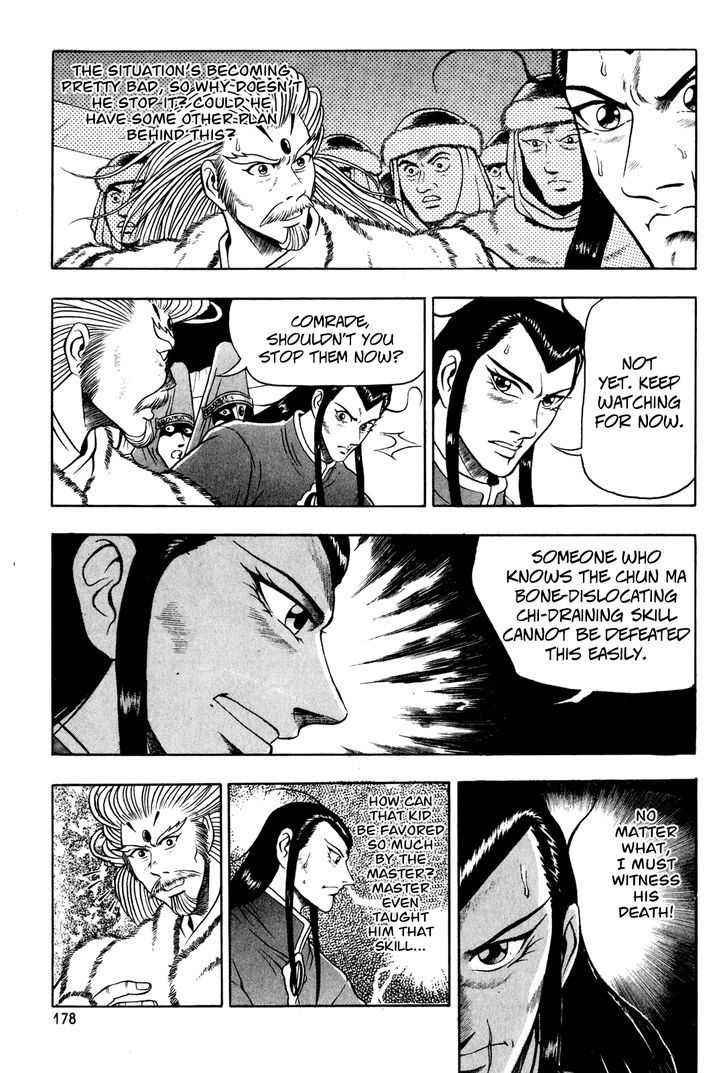 THE SITUATION'S BECOMING
PRETTY BAD, SO WHY DOESN'T
HE STOP IT? COULD HE
HAVE SOME OTHER PLAN
BEHIND THIS?
COMRADE,
SHOULDN'T YOU
STOP THEM NOW?
NOT
YET. KEEP
WATCHING
FOR NOW.
SOMEONE WHO
KNOWS THE CHUN MA
BONE-DISLOCATING
CHI-DRAINING SKILL
CANNOT BE DEFEATED
THIS EASILY.
HOW CAN
THAT KID
BE FAVORED
SO MUCH
BY THE
MASTER?
MASTER
EVEN
TAUGHT
HIM THAT
SKILL...
NO
MATTER
WHAT,
I MUST
WITNESS
HIS
DEATH!
178